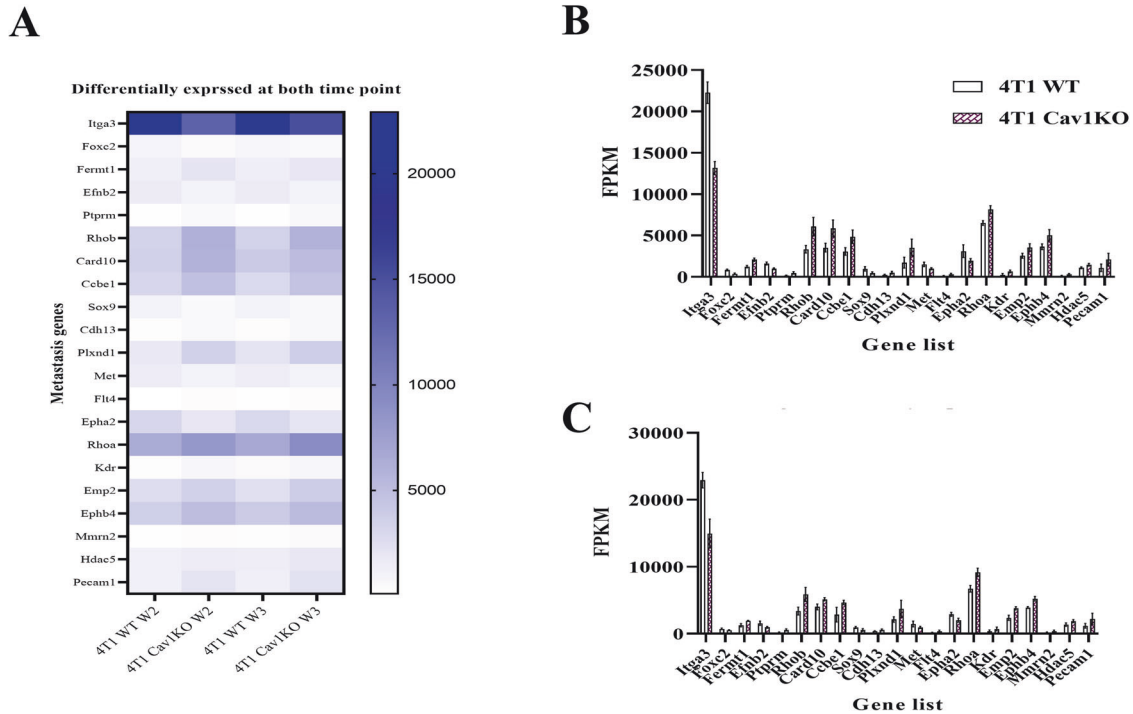 A
Differentially exprssed at both time point
Metastasis genes
Itga3
Foxc2
Fermt1
Efnb2
Ptprm
Rhob
Card10
Ccbe1
Sox9
Cdh13
Plxnd1
Met
Flt4
Epha2
Rhoa
Kdr
Emp2
Ephb4
Mmrn2
Hdac5
Pecam1
4T1 WT W2
4T1 Cav1KO W2
4T1 WT W3
4T1 Cav1KO W3
20000
15000
10000
5000
B
4T1 WT
4T1 Cav1KO
FPKM
25000
20000
15000
10000
5000
0
Itga3
Foxc2
Fermt1
Efnb2
Ptprm
Rhob
Card10
Ccbe1
Sox9
Cdh13
Plxnd1
Met
Flt4
Epha2
Rhoa
Kdr
Emp2
Ephb4
Mmrn2
Hdac5
Pecam1
Gene list
C
FPKM
30000
20000
10000
0
Itga3
Foxc2
Fermt1
Efnb2
Ptprm
Rhob
Card10
Ccbe1
Sox9
Cdh13
Plxnd1
Met
Flt4
Epha2
Rhoa
Kdr
Emp2
Ephb4
Mmrn2
Hdac5
Pecam1
Gene list